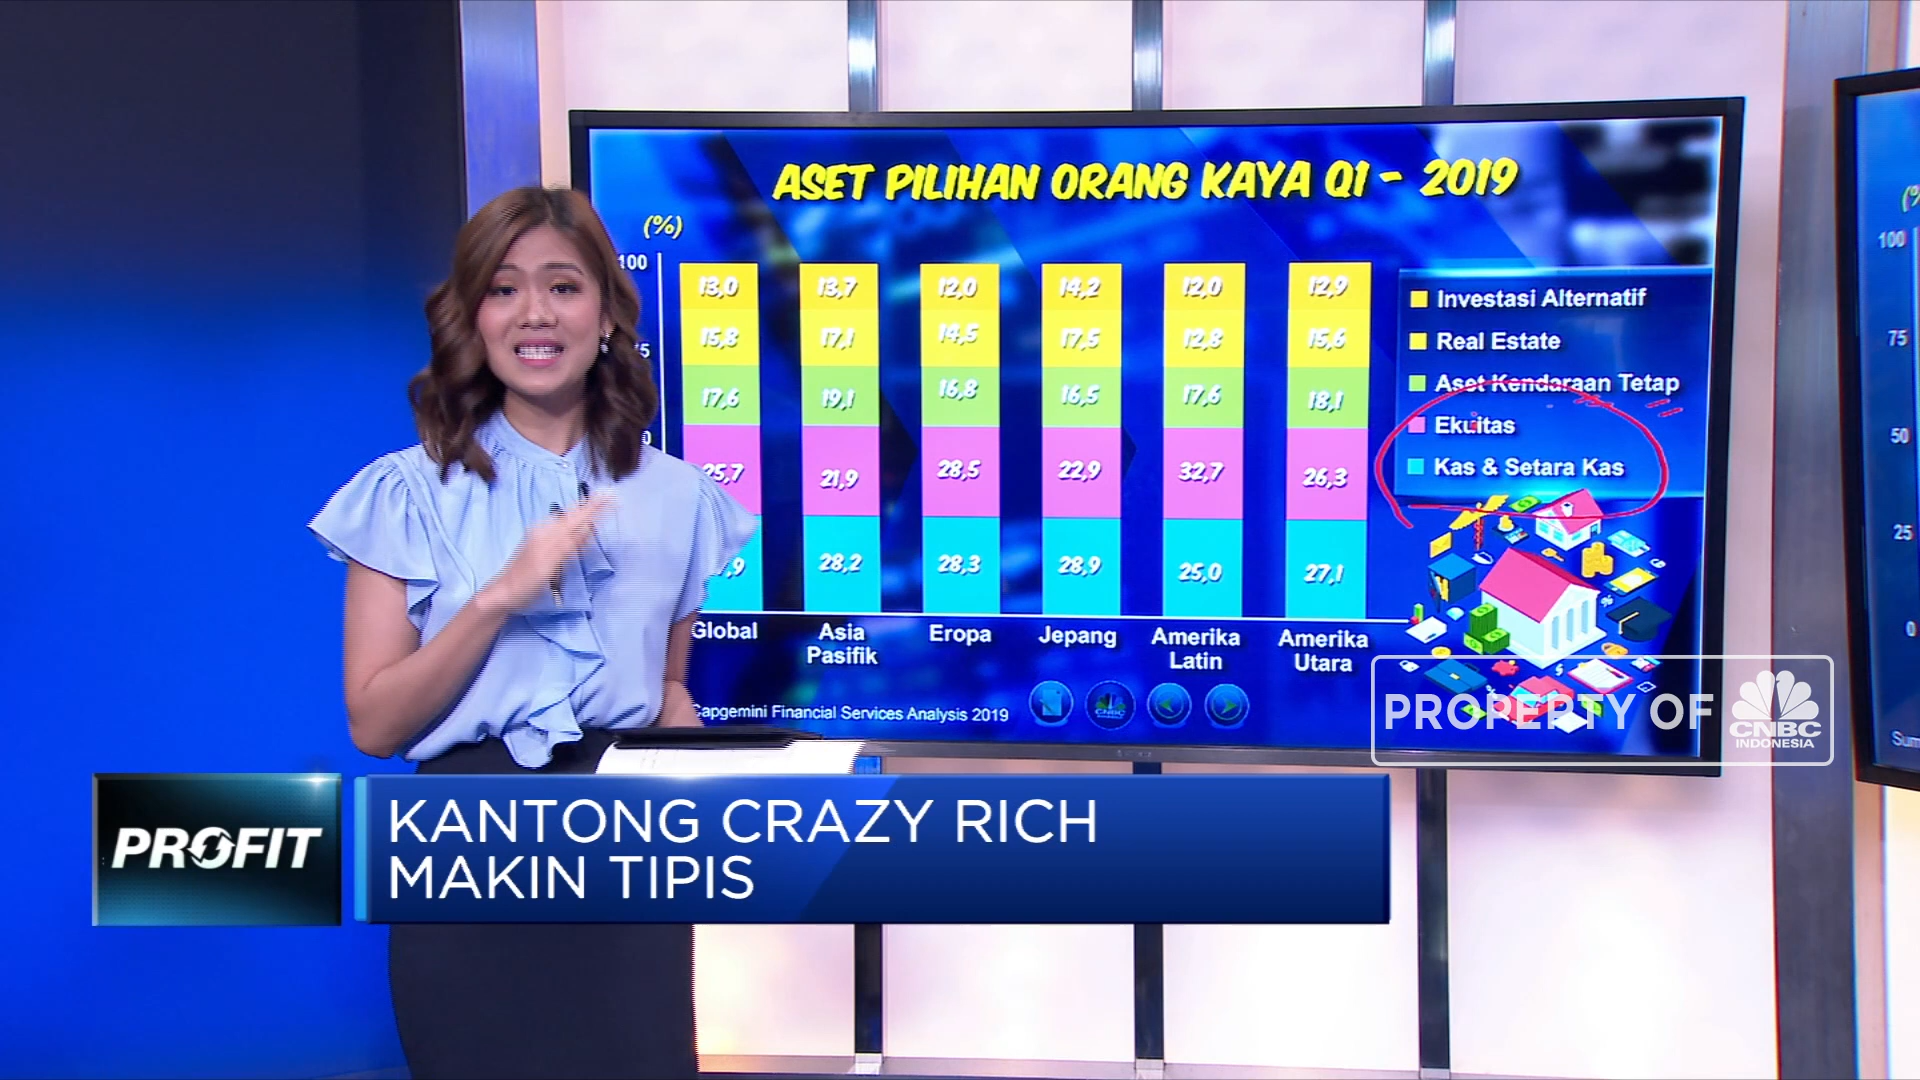 ASET PILIHAN ORANG KAYA Q1 - 2019
(%)
100
13,0 13,7 12,0 14,2 12,0 12,9
15,8 17,1 14,5 17,5 12,8 15,6
17,6 19,1 16,8 16,5 17,6 18,1
25,7 21,9 28,5 22,9 32,7 26,3
28,2 28,3 28,9 25,0 27,1
Investasi Alternatif
Real Estate
Aset Kendaraan Tetap
Ekuitas
Kas & Setara Kas
Global
Asia
Pasifik
Eropa
Jepang
Amerika
Latin
Amerika
Utara
Capgemini Financial Services Analysis 2019
100
75
50
25
0
PROPERTY OF CNBC
INDONESIA
PROFIT
KANTONG CRAZY RICH
MAKIN TIPIS